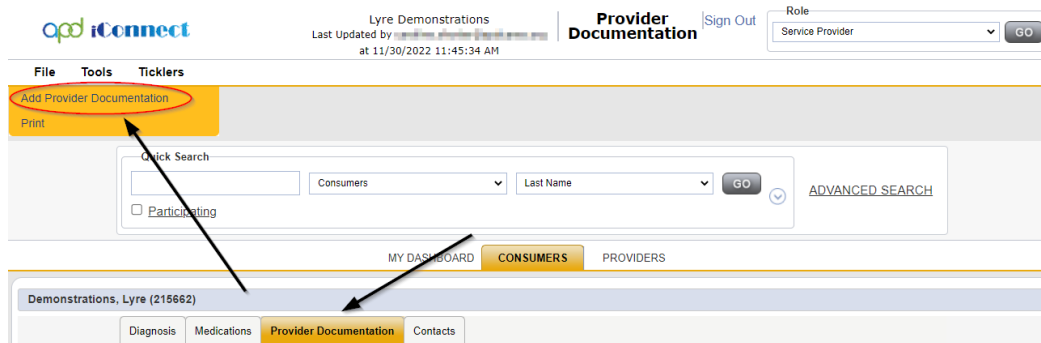 apd iConnect
Lyre Demonstrations
Last Updated by
at 11/30/2022 11:45:34 AM
Provider
Documentation
Sign Out
Role
Service Provider
GO
File Tools Ticklers
Add Provider Documentation
Print
Quick Search
Consumers
Last Name
GO
ADVANCED SEARCH
Participating
MY DASHBOARD CONSUMERS PROVIDERS
Demonstrations, Lyre (215662)
Diagnosis Medications Provider Documentation Contacts